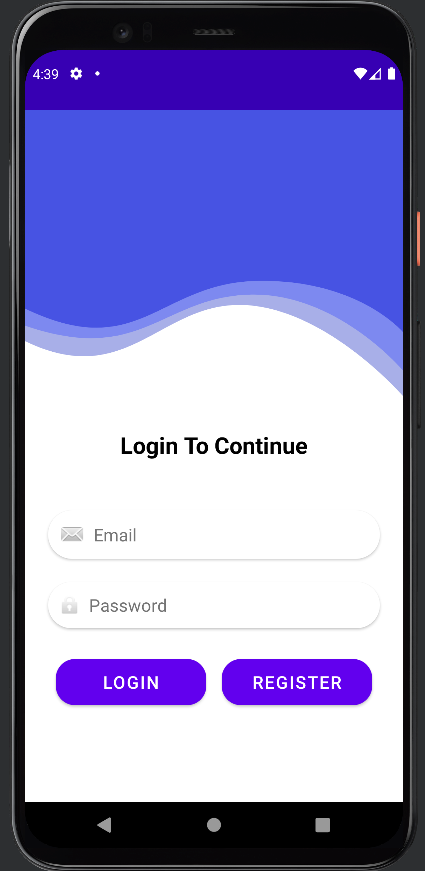 4:39
Login To Continue
Email
Password
LOGIN REGISTER